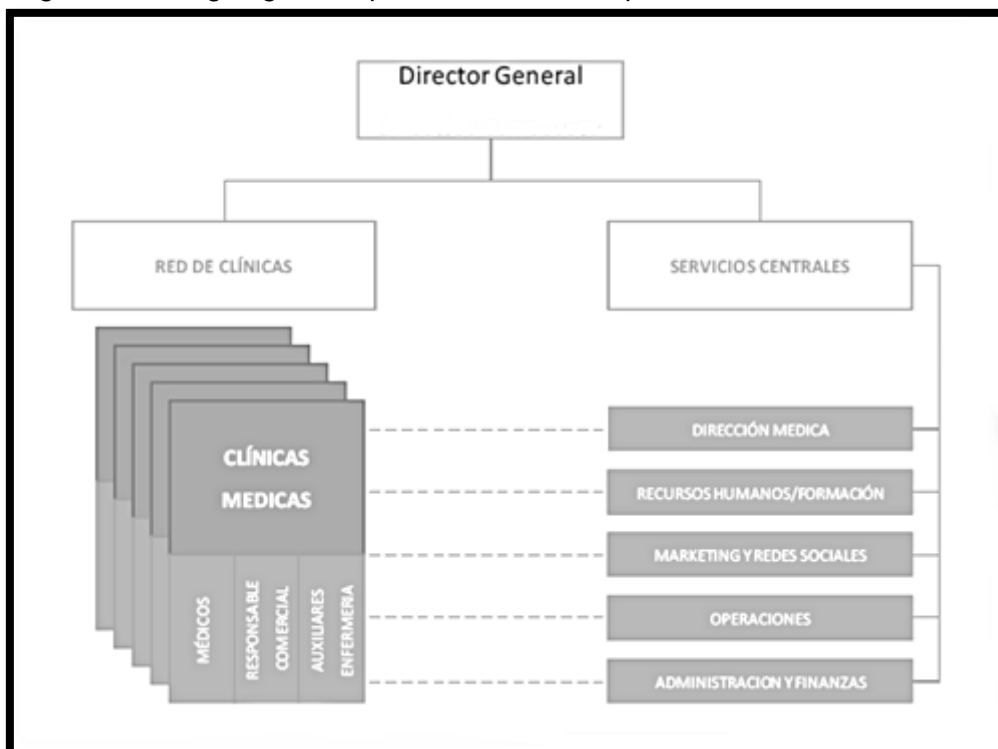 Director General
RED DE CLÍNICAS
SERVICIOS CENTRALES
CLÍNICAS
MEDICAS
MÉDICOS
RESPONSABLE
COMERCIAL
AUXILIARES
ENFERMERIA
DIRECCIÓN MEDICA
RECURSOS HUMANOS/FORMACIÓN
MARKETING Y REDES SOCIALES
OPERACIONES
ADMINISTRACION Y FINANZAS